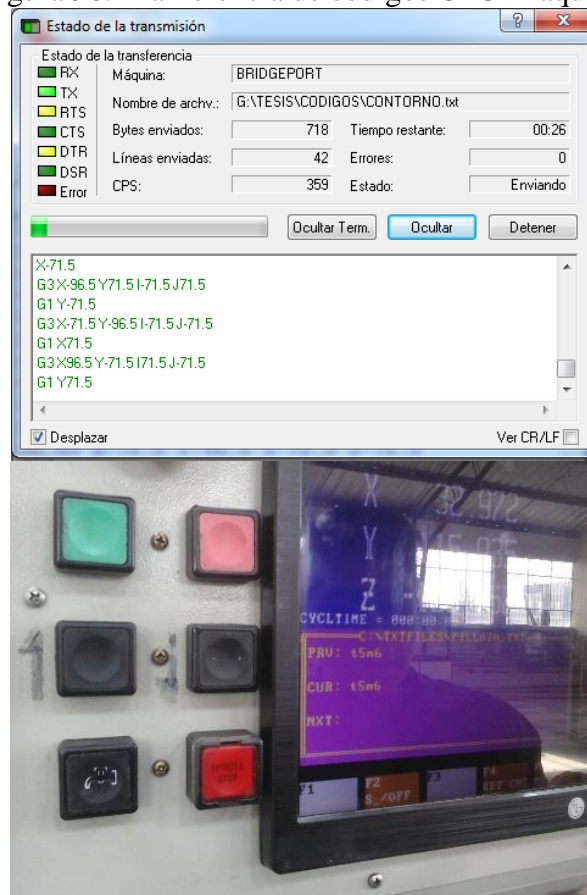 Estado de la transmisión
Estado de la transferencia
RX
TX
RTS
CTS
DTR
DSR
Error
Máquina: BRIDGEPORT
Nombre de archv.: G:\TESIS\CODIGOS\CONTORNO.txt
Bytes enviados: 718 Tiempo restante: 00:26
Líneas enviadas: 42 Errores: 0
CPS: 359 Estado: Enviando
Ocultar Term. Ocultar Detener
X-71.5
G3 X-96.5 Y71.5 I-71.5 J71.5
G1 Y-71.5
G3 X-71.5 Y-96.5 I-71.5 J-71.5
G1 X71.5
G3 X96.5 Y-71.5 I71.5 J-71.5
G1 Y71.5
Desplazar Ver CR/LF
X 32.972
Y
Z
CYCLTIME =
PRV: t5m6
CUR: t5m6
NXT:
SPINDLE
STOP
F1 F2 F3 F4
S_/OFF